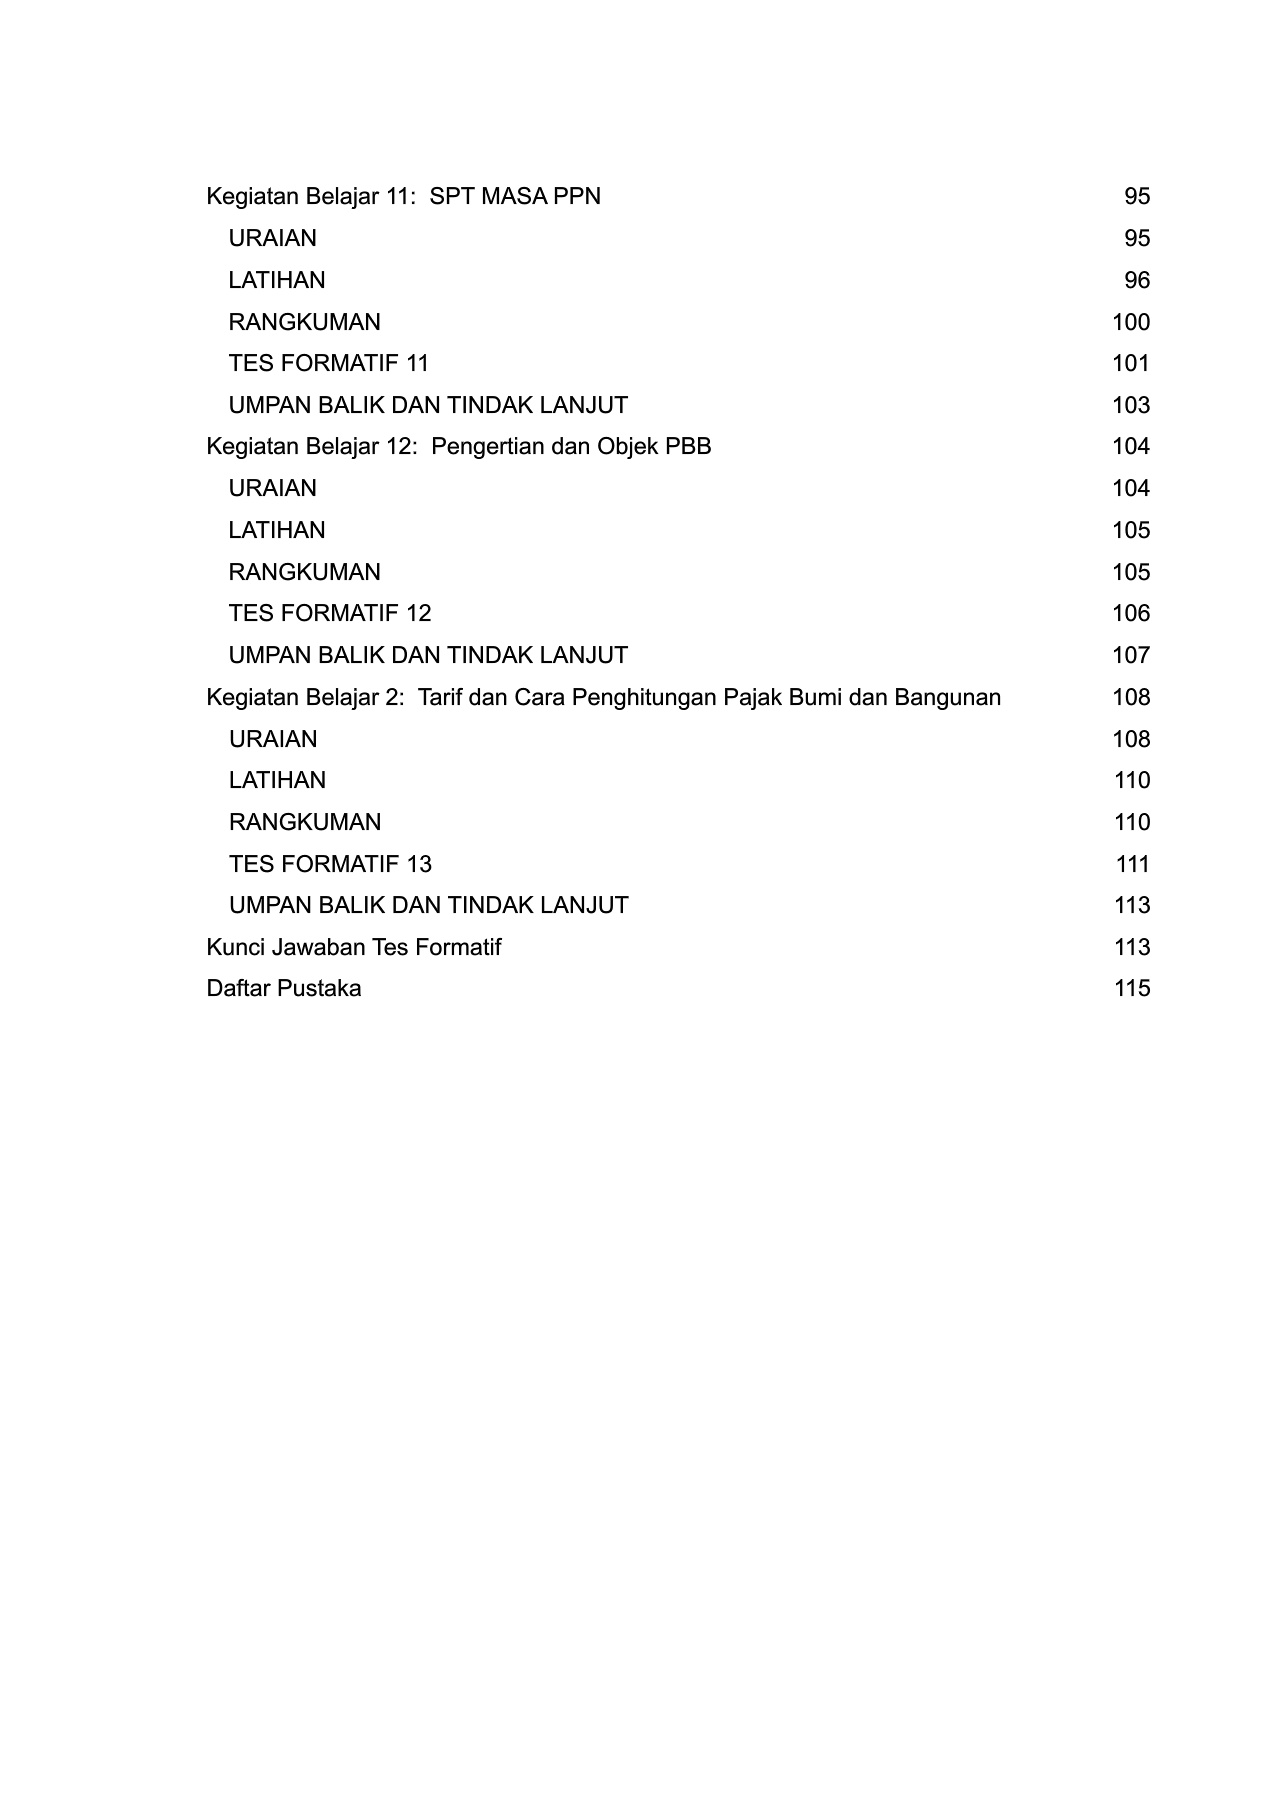 Kegiatan Belajar 11:  SPT MASA PPN 95
URAIAN 95
LATIHAN 96
RANGKUMAN 100
TES FORMATIF 11 101
UMPAN BALIK DAN TINDAK LANJUT 103
Kegiatan Belajar 12:  Pengertian dan Objek PBB 104
URAIAN 104
LATIHAN 105
RANGKUMAN 105
TES FORMATIF 12 106
UMPAN BALIK DAN TINDAK LANJUT 107
Kegiatan Belajar 2:  Tarif dan Cara Penghitungan Pajak Bumi dan Bangunan 108
URAIAN 108
LATIHAN 110
RANGKUMAN 110
TES FORMATIF 13 111
UMPAN BALIK DAN TINDAK LANJUT 113
Kunci Jawaban Tes Formatif 113
Daftar Pustaka 115